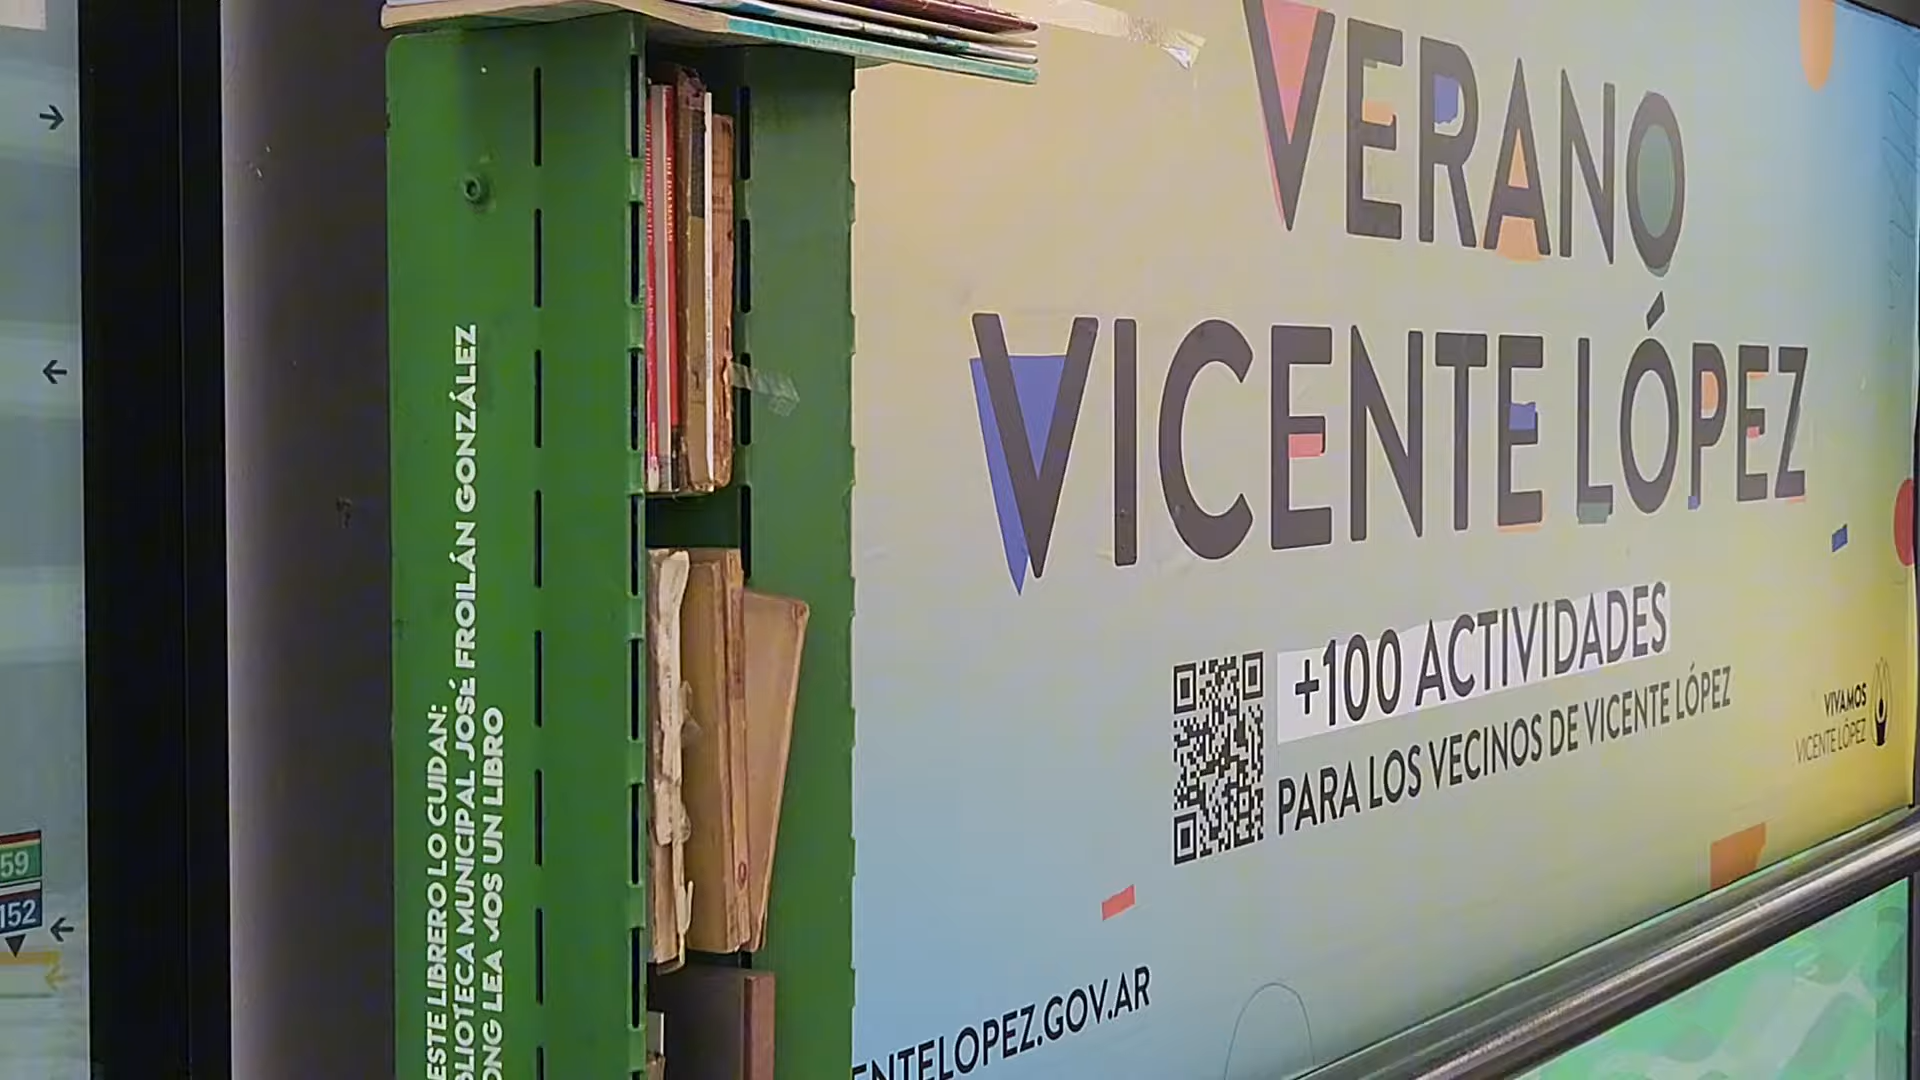 VERANO
VICENTE LÓPEZ
+100 ACTIVIDADES
PARA LOS VECINOS DE VICENTE LÓPEZ
VIVAMOS
VICENTE LÓPEZ
ENTELOPEZ.GOV.AR
ESTE LIBRERO LO CUIDAN:
BLIOTECA MUNICIPAL JOSÉ FROILÁN GONZÁLEZ
ONG LEA MOS UN LIBRO
59
152